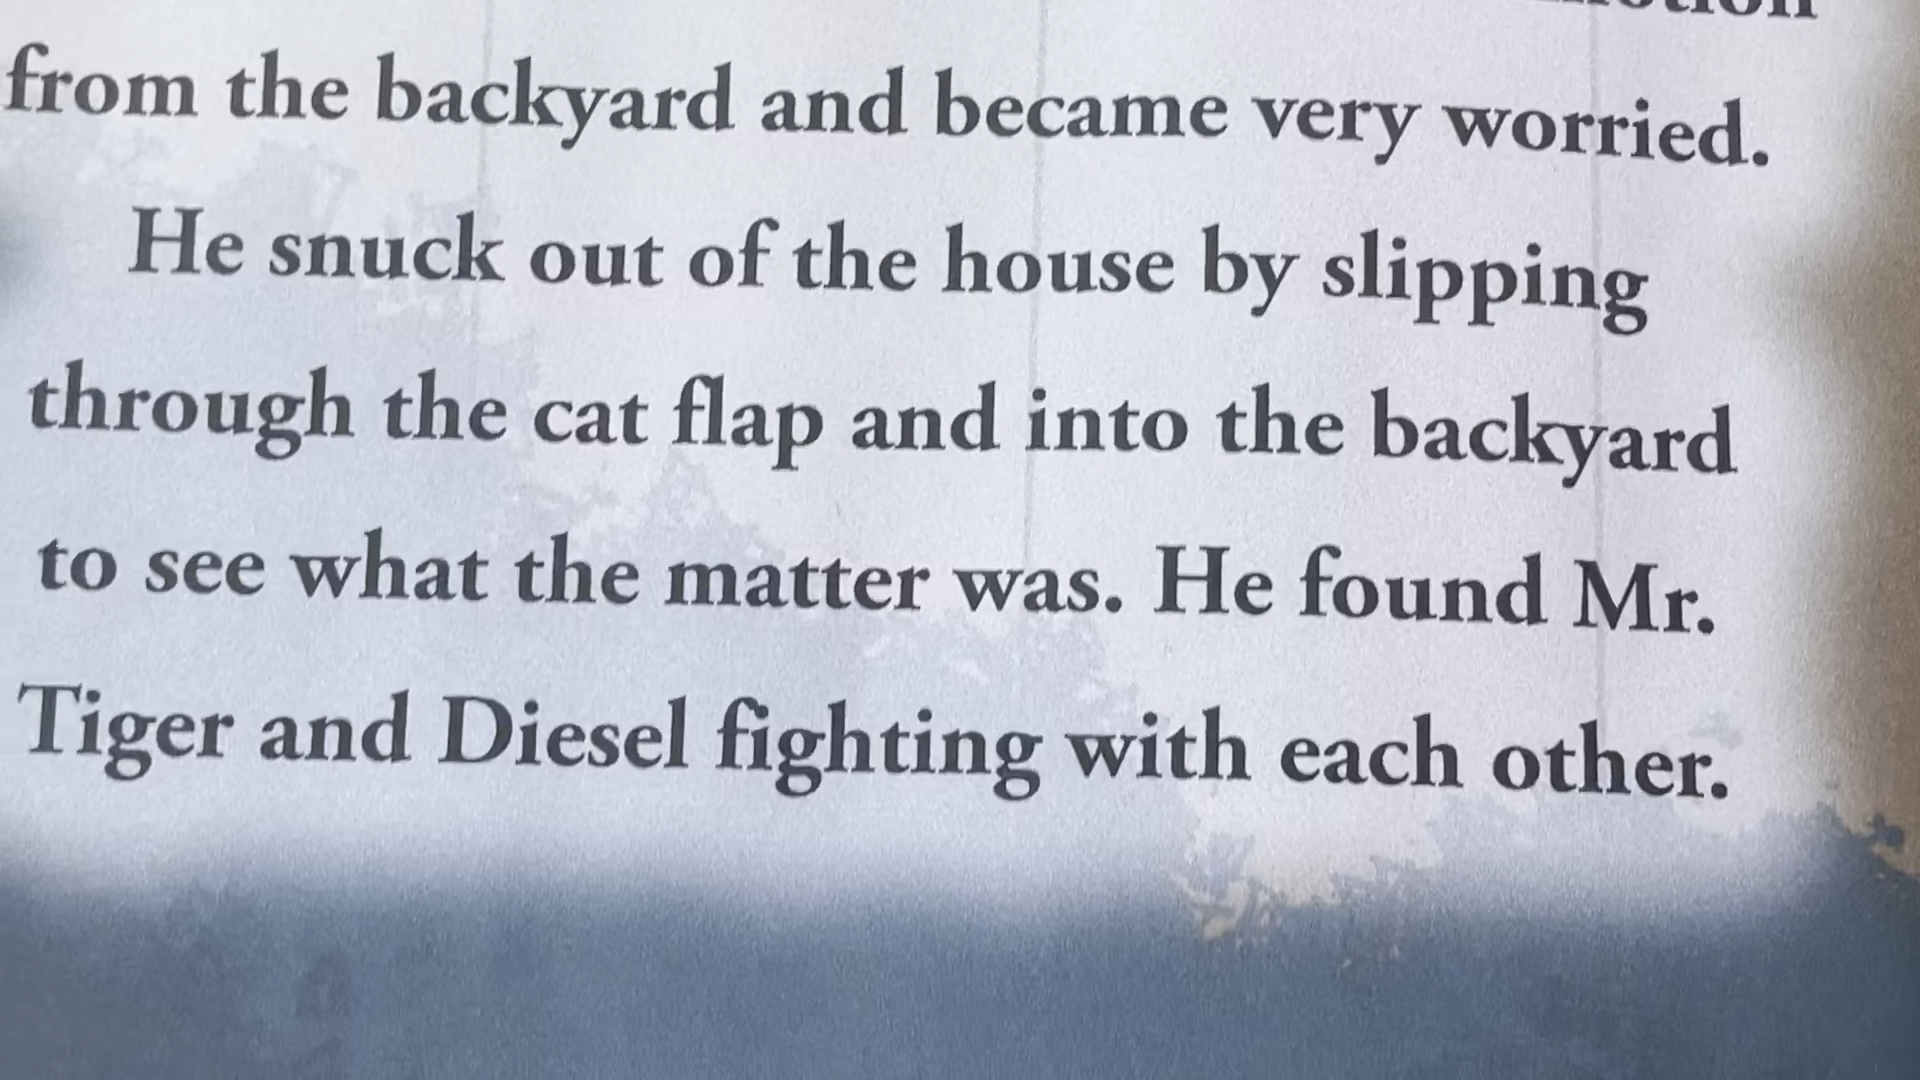 from the backyard and became very worried.
He snuck out of the house by slipping
through the cat flap and into the backyard
to see what the matter was. He found Mr.
Tiger and Diesel fighting with each other.